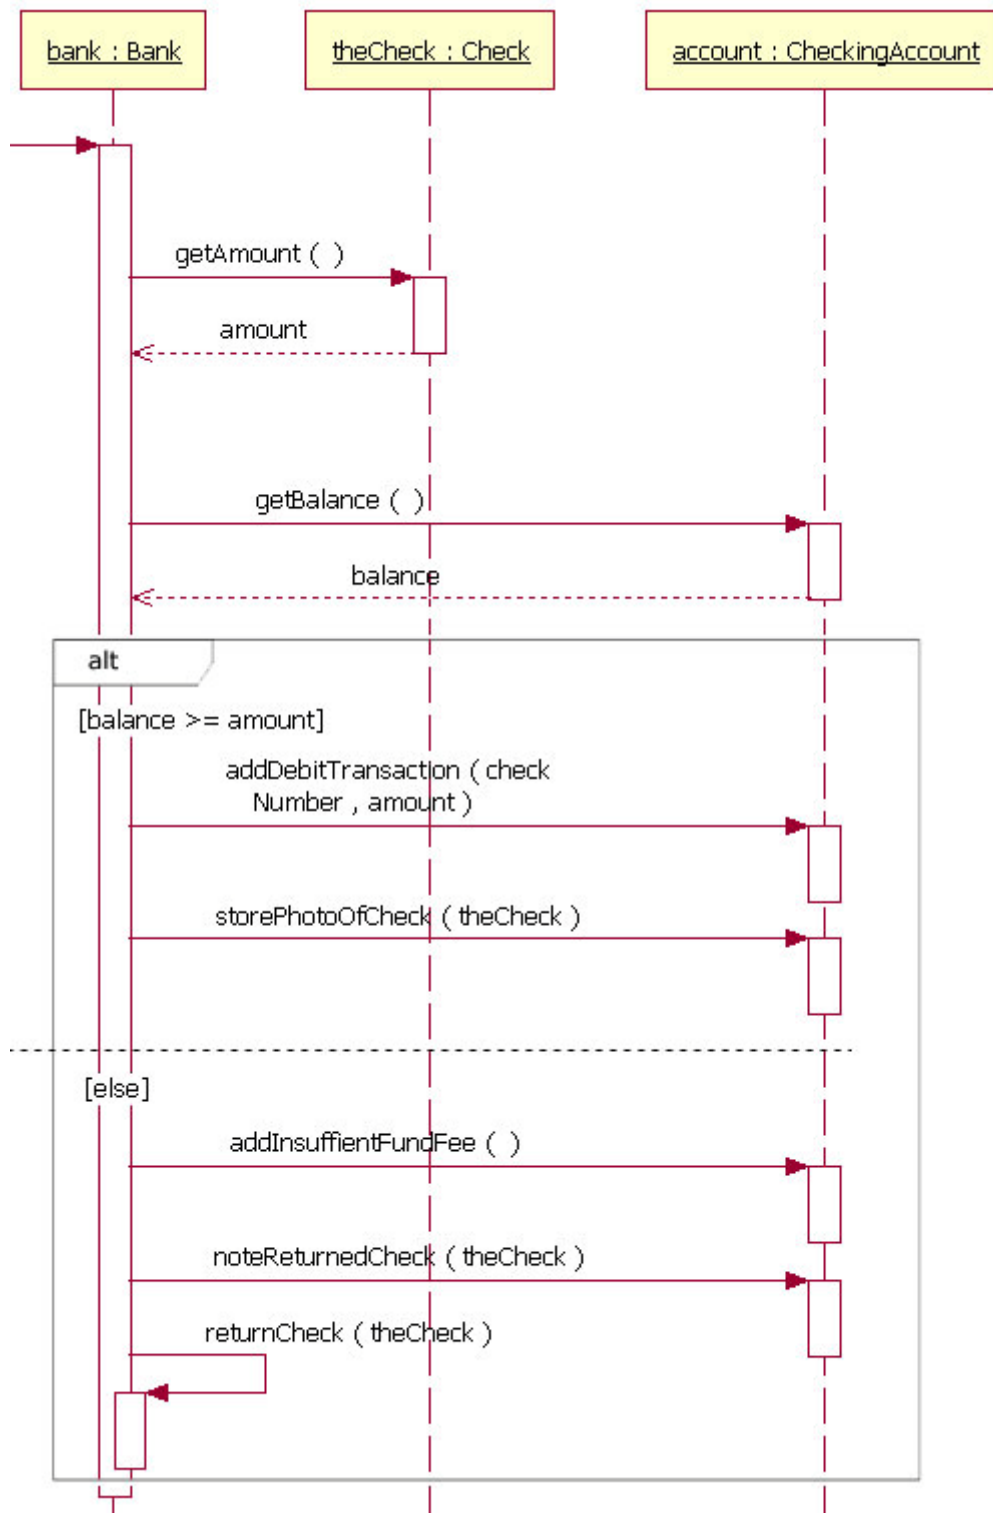 bank : Bank
theCheck : Check
account : CheckingAccount
getAmount ( )
amount
getBalance ( )
balance
alt
[balance >= amount]
addDebitTransaction ( check
Number , amount )
storePhotoOfCheck ( theCheck )
[else]
addInsuffientFundFee ( )
noteReturnedCheck ( theCheck )
returnCheck ( theCheck )